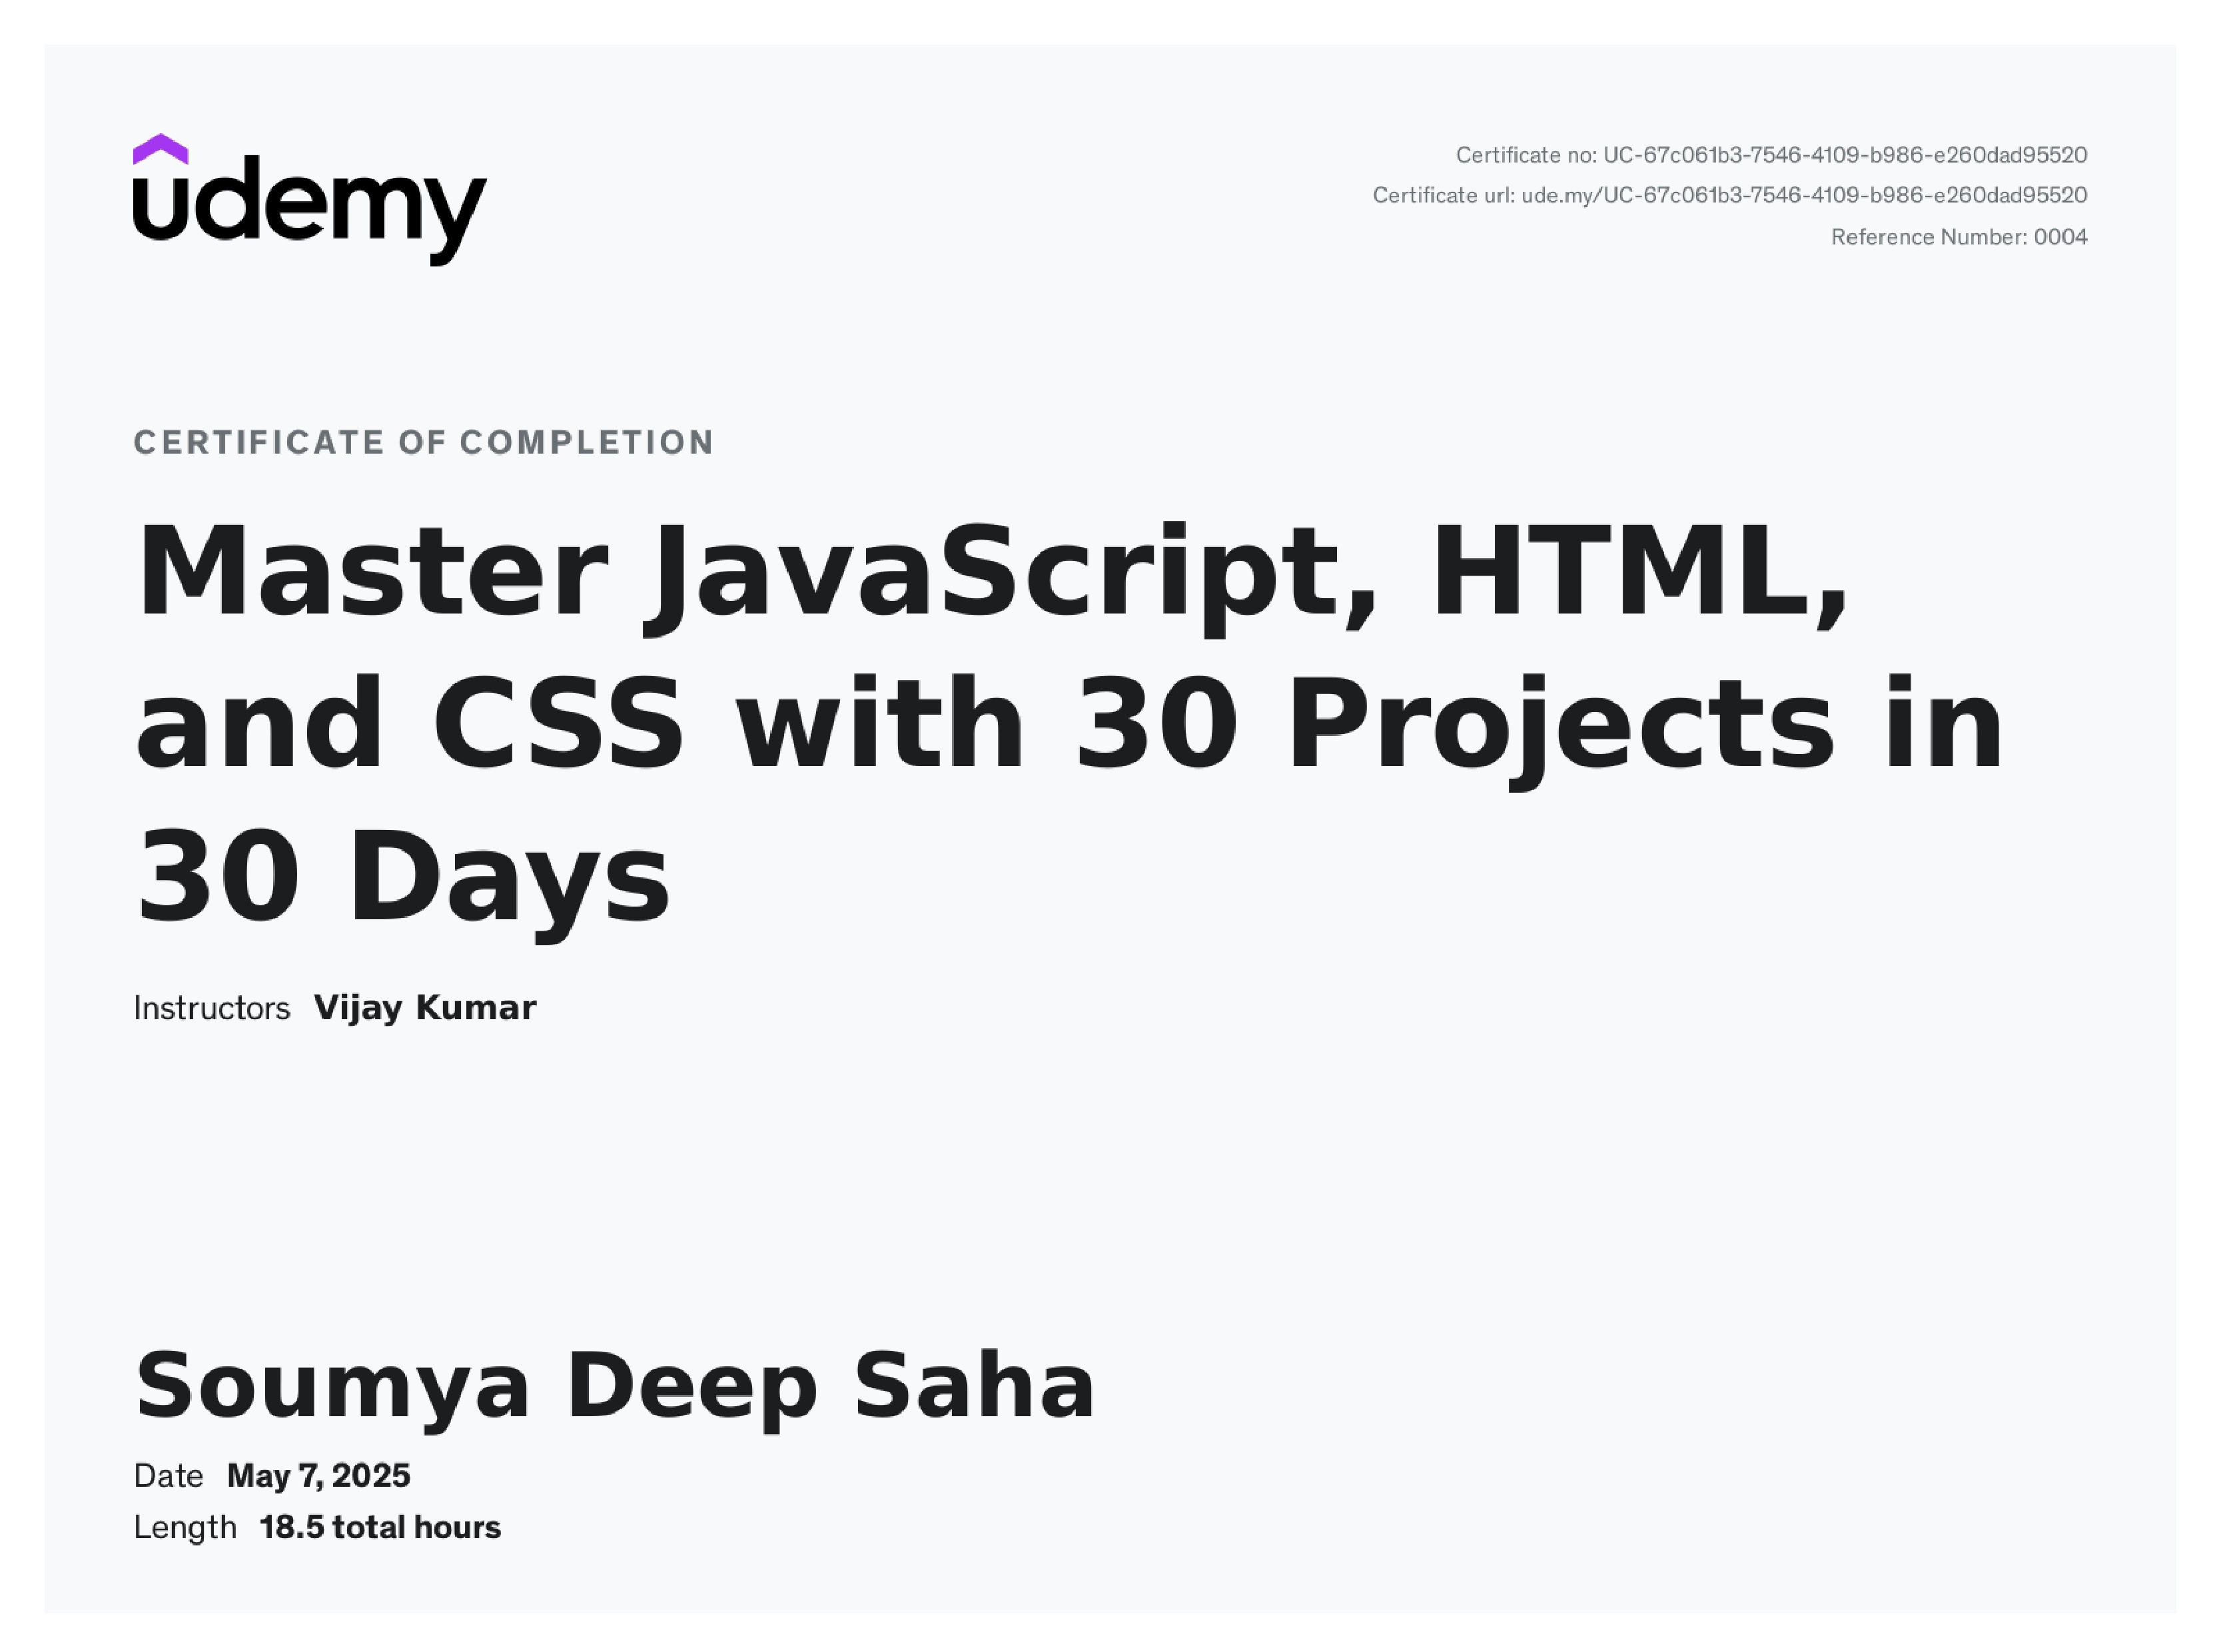 udemy
Certificate no: UC-67c061b3-7546-4109-b986-e260dad95520
Certificate url: ude.my/UC-67c061b3-7546-4109-b986-e260dad95520
Reference Number: 0004
CERTIFICATE OF COMPLETION
Master JavaScript, HTML,
and CSS with 30 Projects in
30 Days
Instructors Vijay Kumar
Soumya Deep Saha
Date May 7, 2025
Length 18.5 total hours